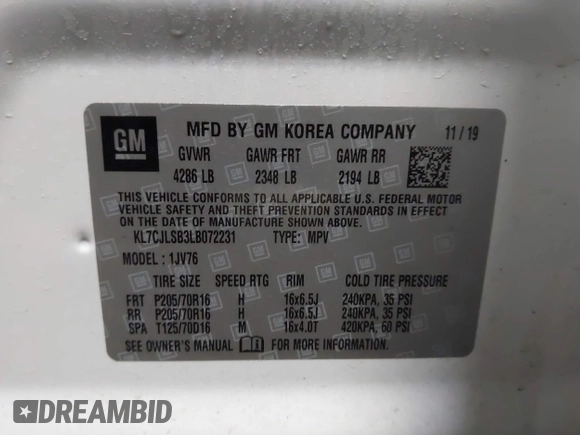 GM
MFD BY GM KOREA COMPANY 11/19
GVWR GAWR FRT GAWR RR
4286 LB 2348 LB 2194 LB
THIS VEHICLE CONFORMS TO ALL APPLICABLE U.S. FEDERAL MOTOR
VEHICLE SAFETY AND THEFT PREVENTION STANDARDS IN EFFECT
ON THE DATE OF MANUFACTURE SHOWN ABOVE.
KL7CJLSB3LB072231 TYPE: MPV
MODEL: 1JV76
TIRE SIZE SPEED RTG RIM COLD TIRE PRESSURE
FRT P205/70R16 H 16x6.5J 240KPA, 35 PSI
RR P205/70R16 H 16x6.5J 240KPA, 35 PSI
SPA T125/70D16 M 16x4.0T 420KPA, 60 PSI
SEE OWNER'S MANUAL FOR MORE INFORMATION.
DREAMBID